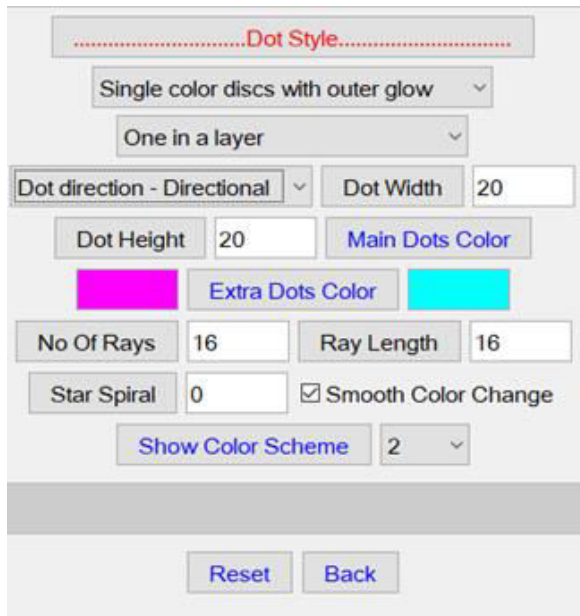 .............................Dot Style.............................
Single color discs with outer glow
One in a layer
Dot direction - Directional Dot Width 20
Dot Height 20 Main Dots Color
Extra Dots Color
No Of Rays 16 Ray Length 16
Star Spiral 0 Smooth Color Change
Show Color Scheme 2
Reset Back